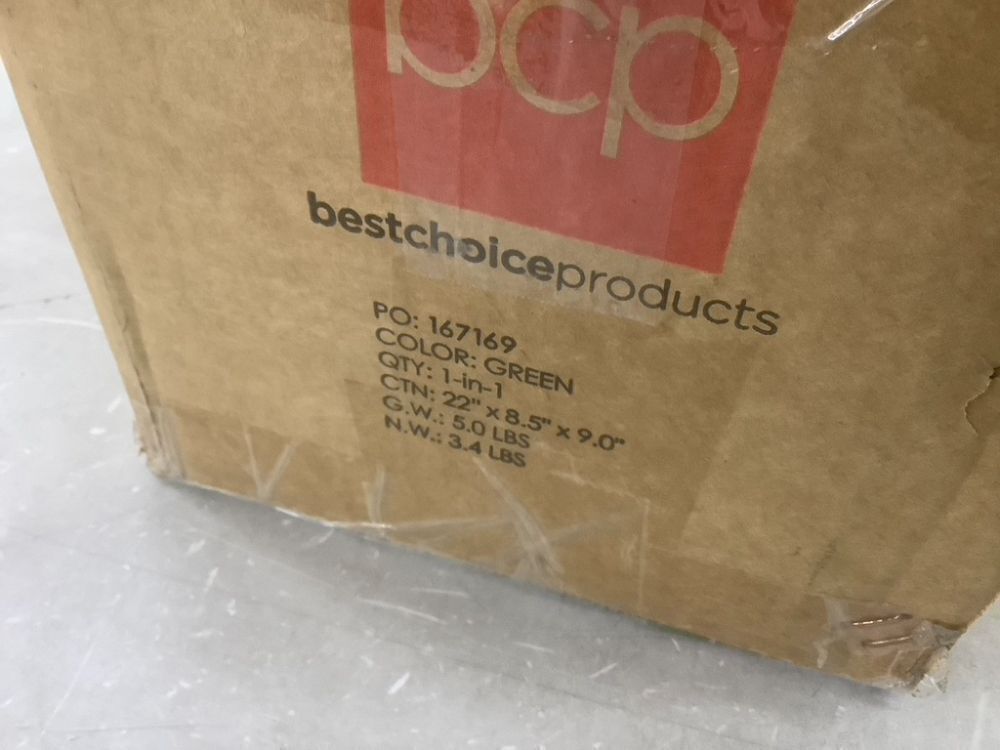 bcp
bestchoiceproducts
PO: 167169
COLOR: GREEN
QTY: 1-in-1
CTN: 22" x 8.5" x 9.0"
G.W.: 5.0 LBS
N.W.: 3.4 LBS